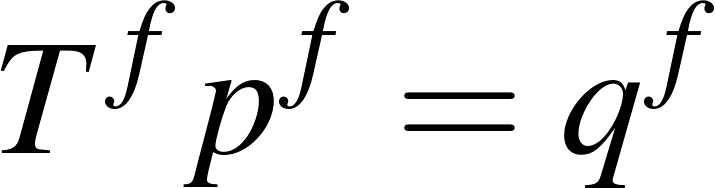 T^f p^f = q^f